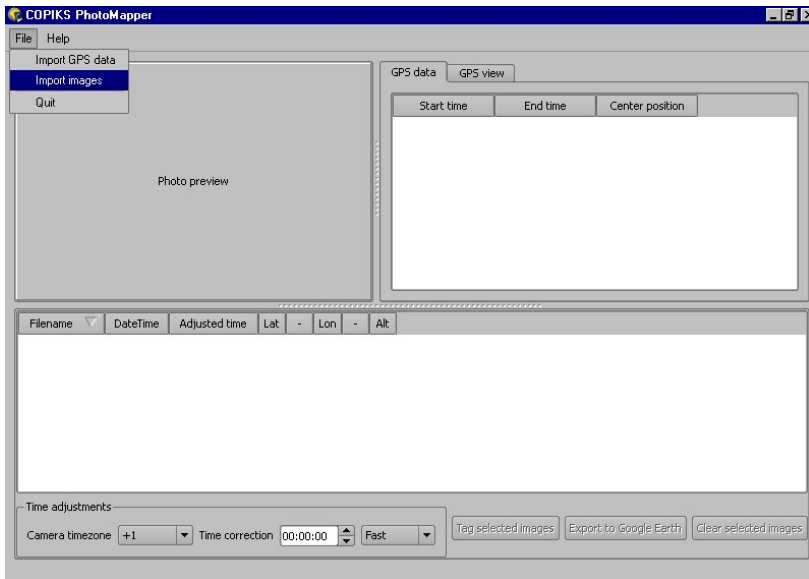 COPIKS PhotoMapper
File Help
Import GPS data
Import images
Quit
Photo preview
GPS data GPS view
Start time End time Center position
Filename DateTime Adjusted time Lat - Lon - Alt
Time adjustments
Camera timezone +1 Time correction 00:00:00 Fast
Tag selected images Export to Google Earth Clear selected images